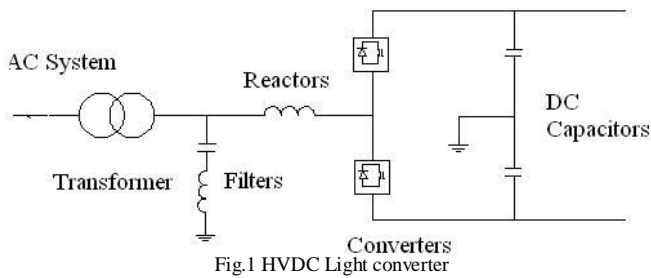 AC System
Reactors
DC
Capacitors
Transformer
Filters
Converters
Fig.1 HVDC Light converter